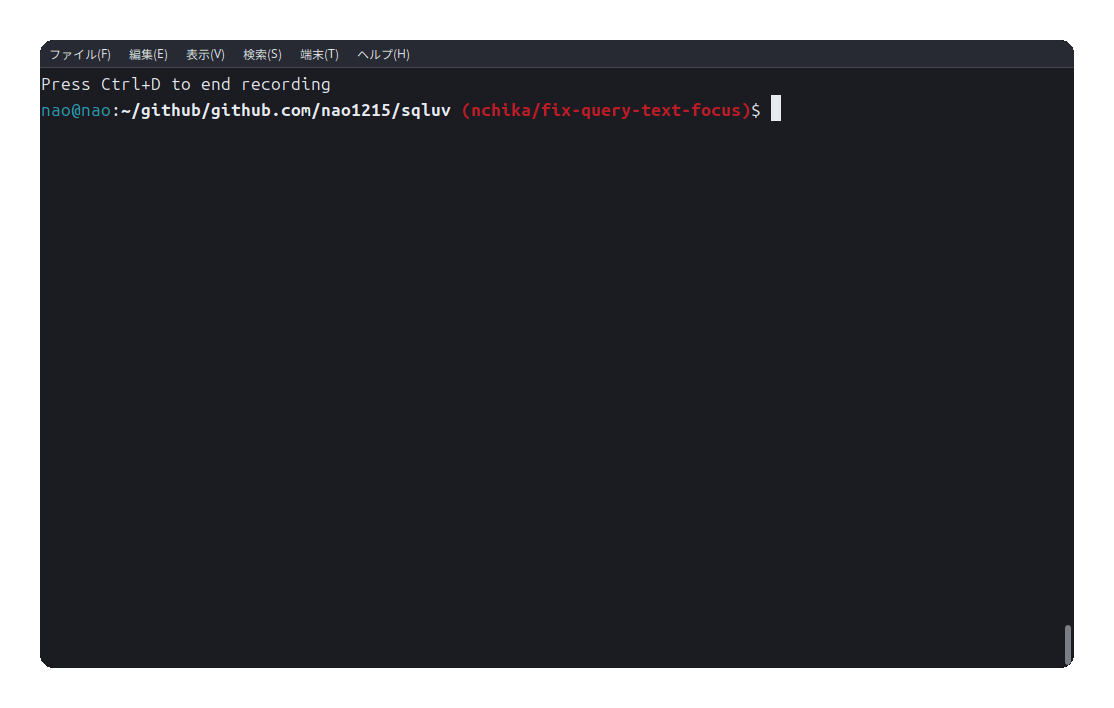 ファイル(F) 編集(E) 表示(V) 検索(S) 端末(T) ヘルプ(H)
Press Ctrl+D to end recording
nao@nao:~/github/github.com/nao1215/sqluv (nchika/fix-query-text-focus)$